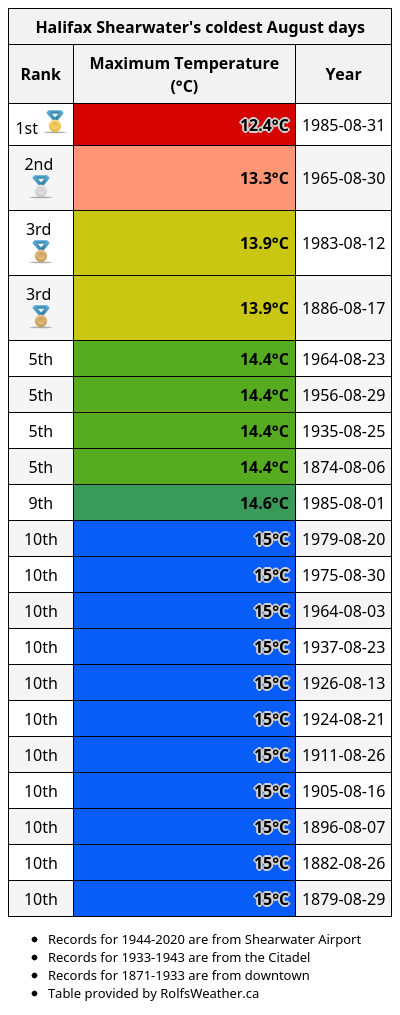 Halifax Shearwater's coldest August days
Rank Maximum Temperature (°C) Year
1st 12.4°C 1985-08-31
2nd 13.3°C 1965-08-30
3rd 13.9°C 1983-08-12
3rd 13.9°C 1886-08-17
5th 14.4°C 1964-08-23
5th 14.4°C 1956-08-29
5th 14.4°C 1935-08-25
5th 14.4°C 1874-08-06
9th 14.6°C 1985-08-01
10th 15°C 1979-08-20
10th 15°C 1975-08-30
10th 15°C 1964-08-03
10th 15°C 1937-08-23
10th 15°C 1926-08-13
10th 15°C 1924-08-21
10th 15°C 1911-08-26
10th 15°C 1905-08-16
10th 15°C 1896-08-07
10th 15°C 1882-08-26
10th 15°C 1879-08-29
• Records for 1944-2020 are from Shearwater Airport
• Records for 1933-1943 are from the Citadel
• Records for 1871-1933 are from downtown
• Table provided by RolfsWeather.ca